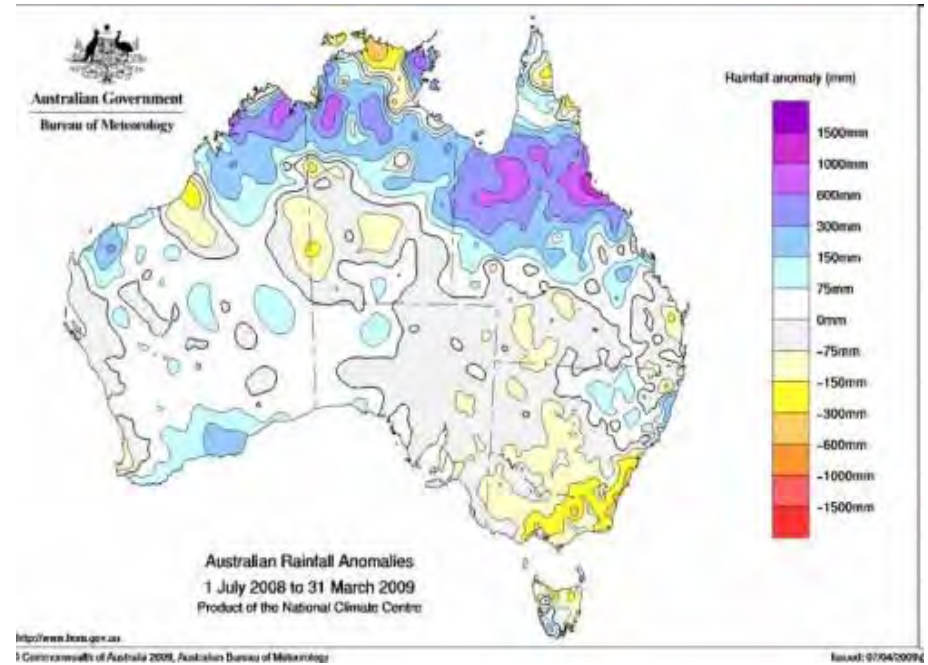 Australian Government
Bureau of Meteorology
Rainfall anomaly (mm)
1500mm
1000mm
600mm
300mm
150mm
75mm
0mm
-75mm
-150mm
-300mm
-600mm
-1000mm
-1500mm
Australian Rainfall Anomalies
1 July 2008 to 31 March 2009
Product of the National Climate Centre
http://www.bom.gov.au
Commonwealth of Australia 2009, Australian Bureau of Meteorology
Issued: 07/04/2009